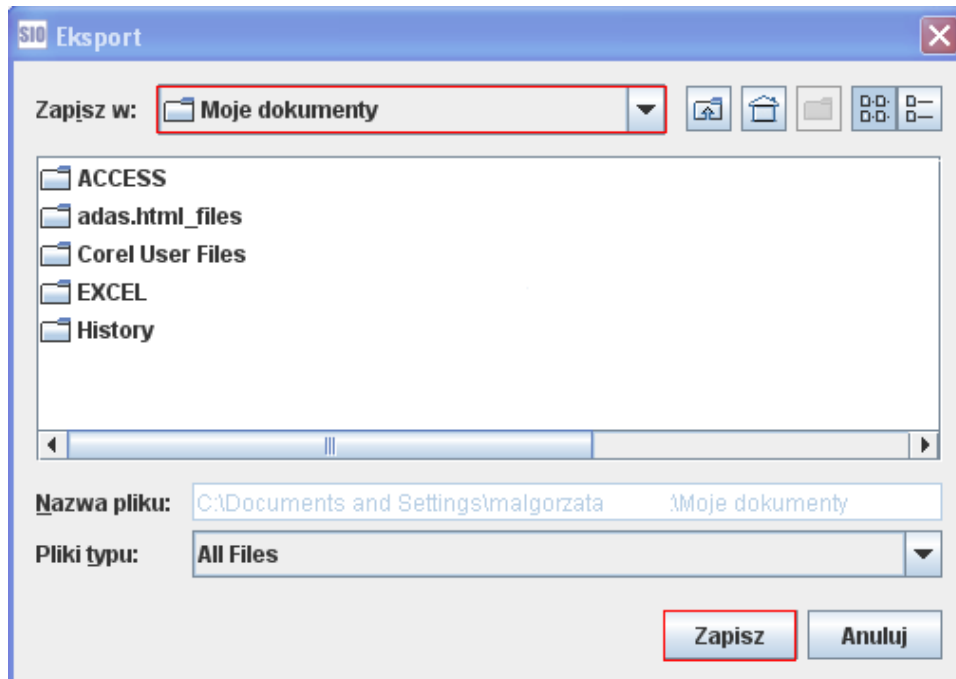 SIO Eksport
Zapisz w: Moje dokumenty
ACCESS
adas.html_files
Corel User Files
EXCEL
History
Nazwa pliku: C:\Documents and Settings\malgorzata \Moje dokumenty
Pliki typu: All Files
Zapisz Anuluj